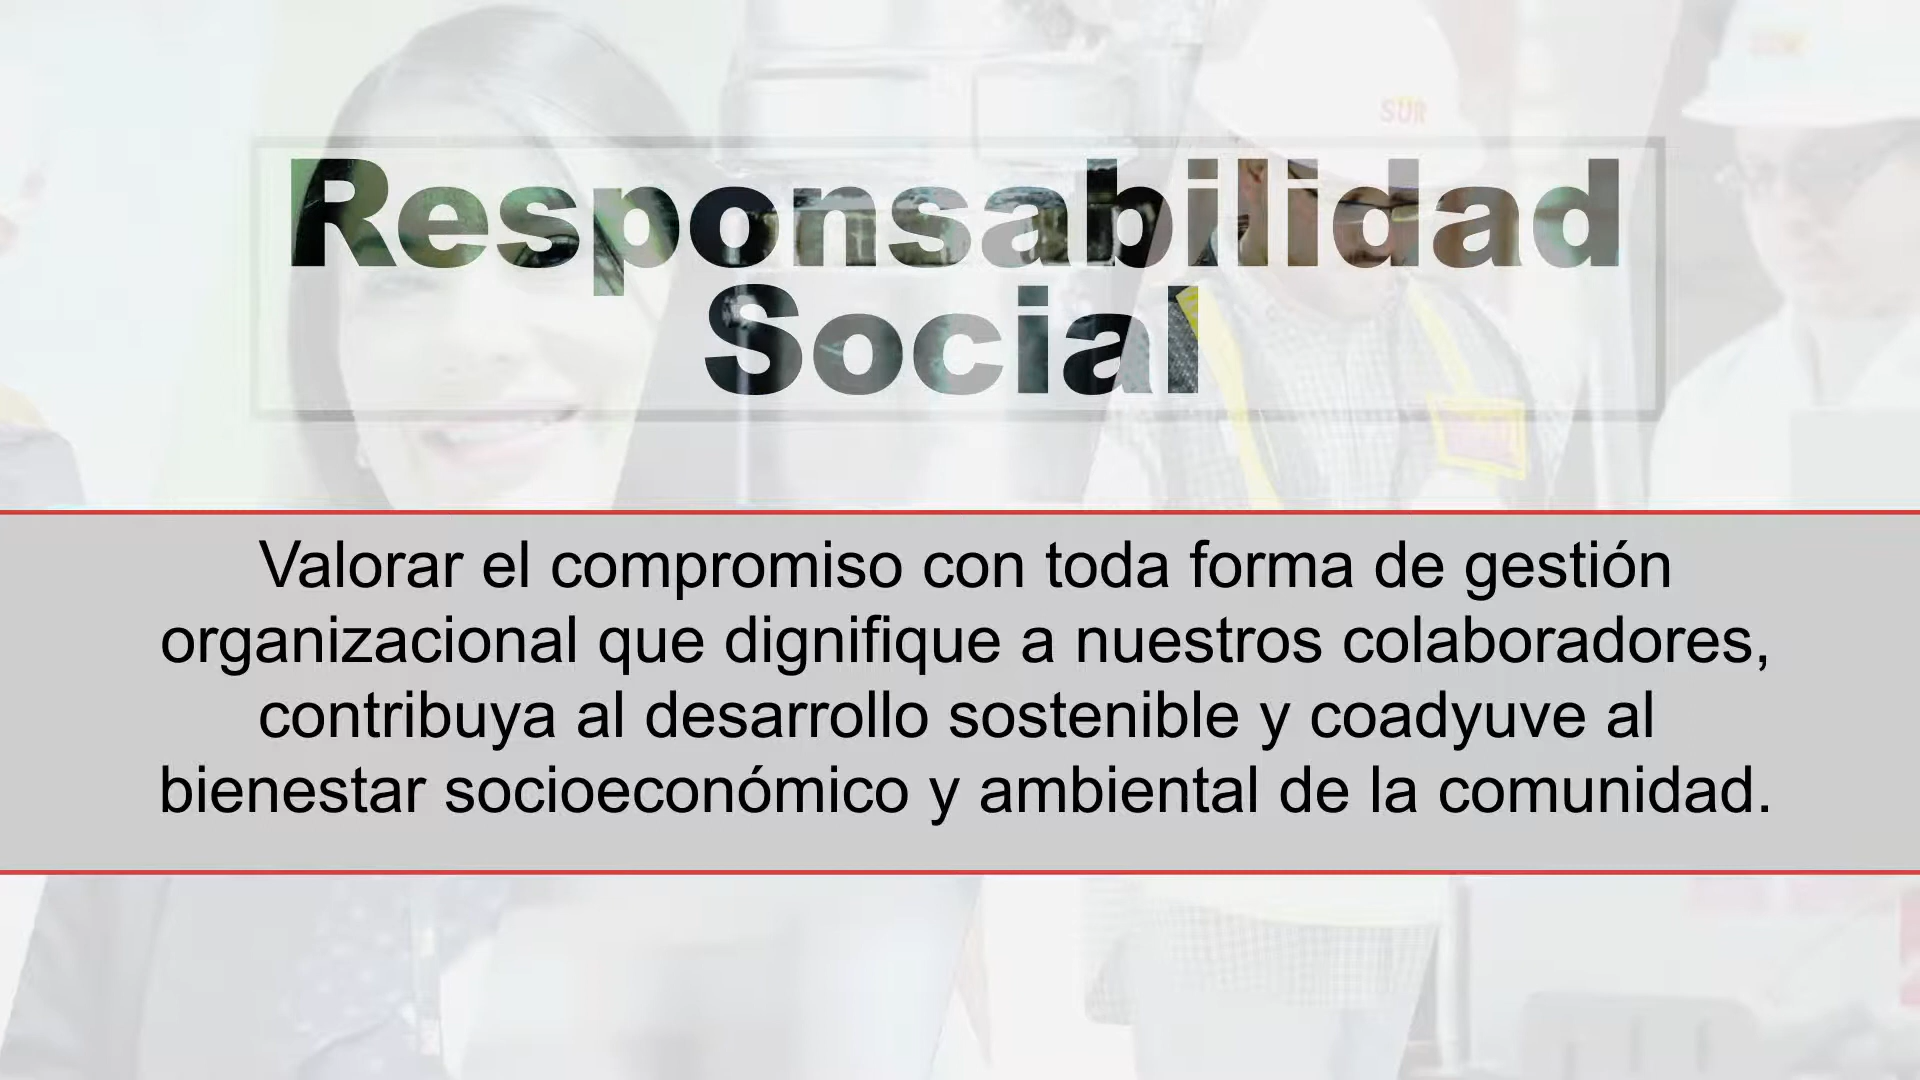 SUR
Responsabilidad
Social
Valorar el compromiso con toda forma de gestión
organizacional que dignifique a nuestros colaboradores,
contribuya al desarrollo sostenible y coadyuve al
bienestar socioeconómico y ambiental de la comunidad.